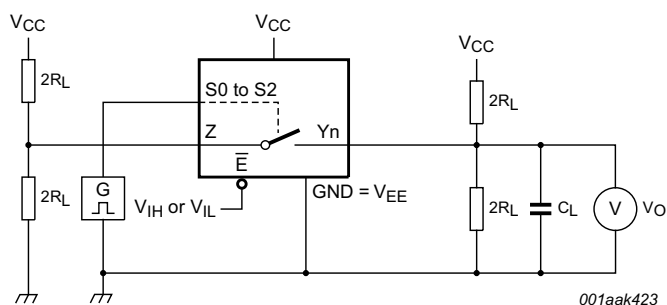 VCC
VCC
VCC
2RL
S0 to S2
2RL
Z
Yn
E̅
G
2RL
VIH or VIL
GND = VEE
2RL
CL
V
VO
001aak423